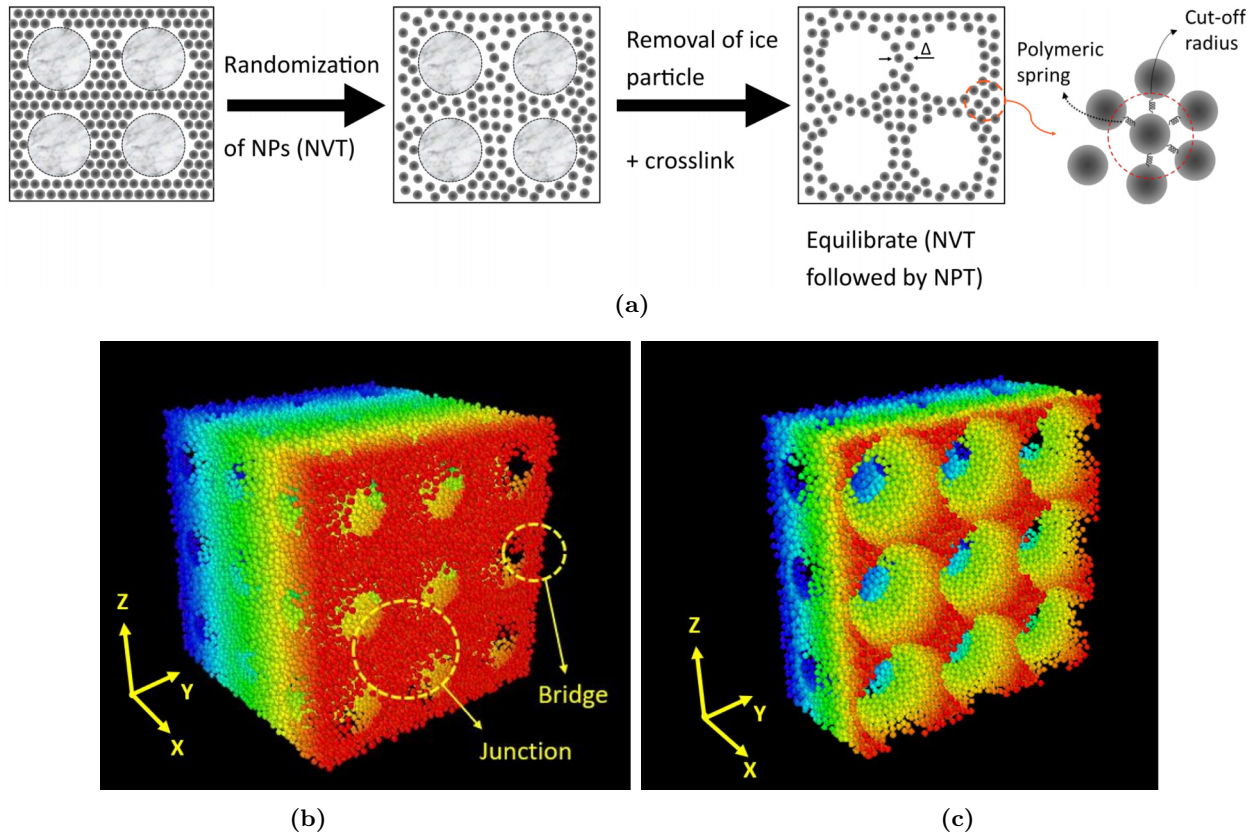 Randomization
of NPs (NVT)
Removal of ice
particle
+ crosslink
Δ
Equilibrate (NVT
followed by NPT)
Polymeric
spring
Cut-off
radius
(a)
Z
Y
X
Bridge
Junction
(b)
Z
Y
X
(c)